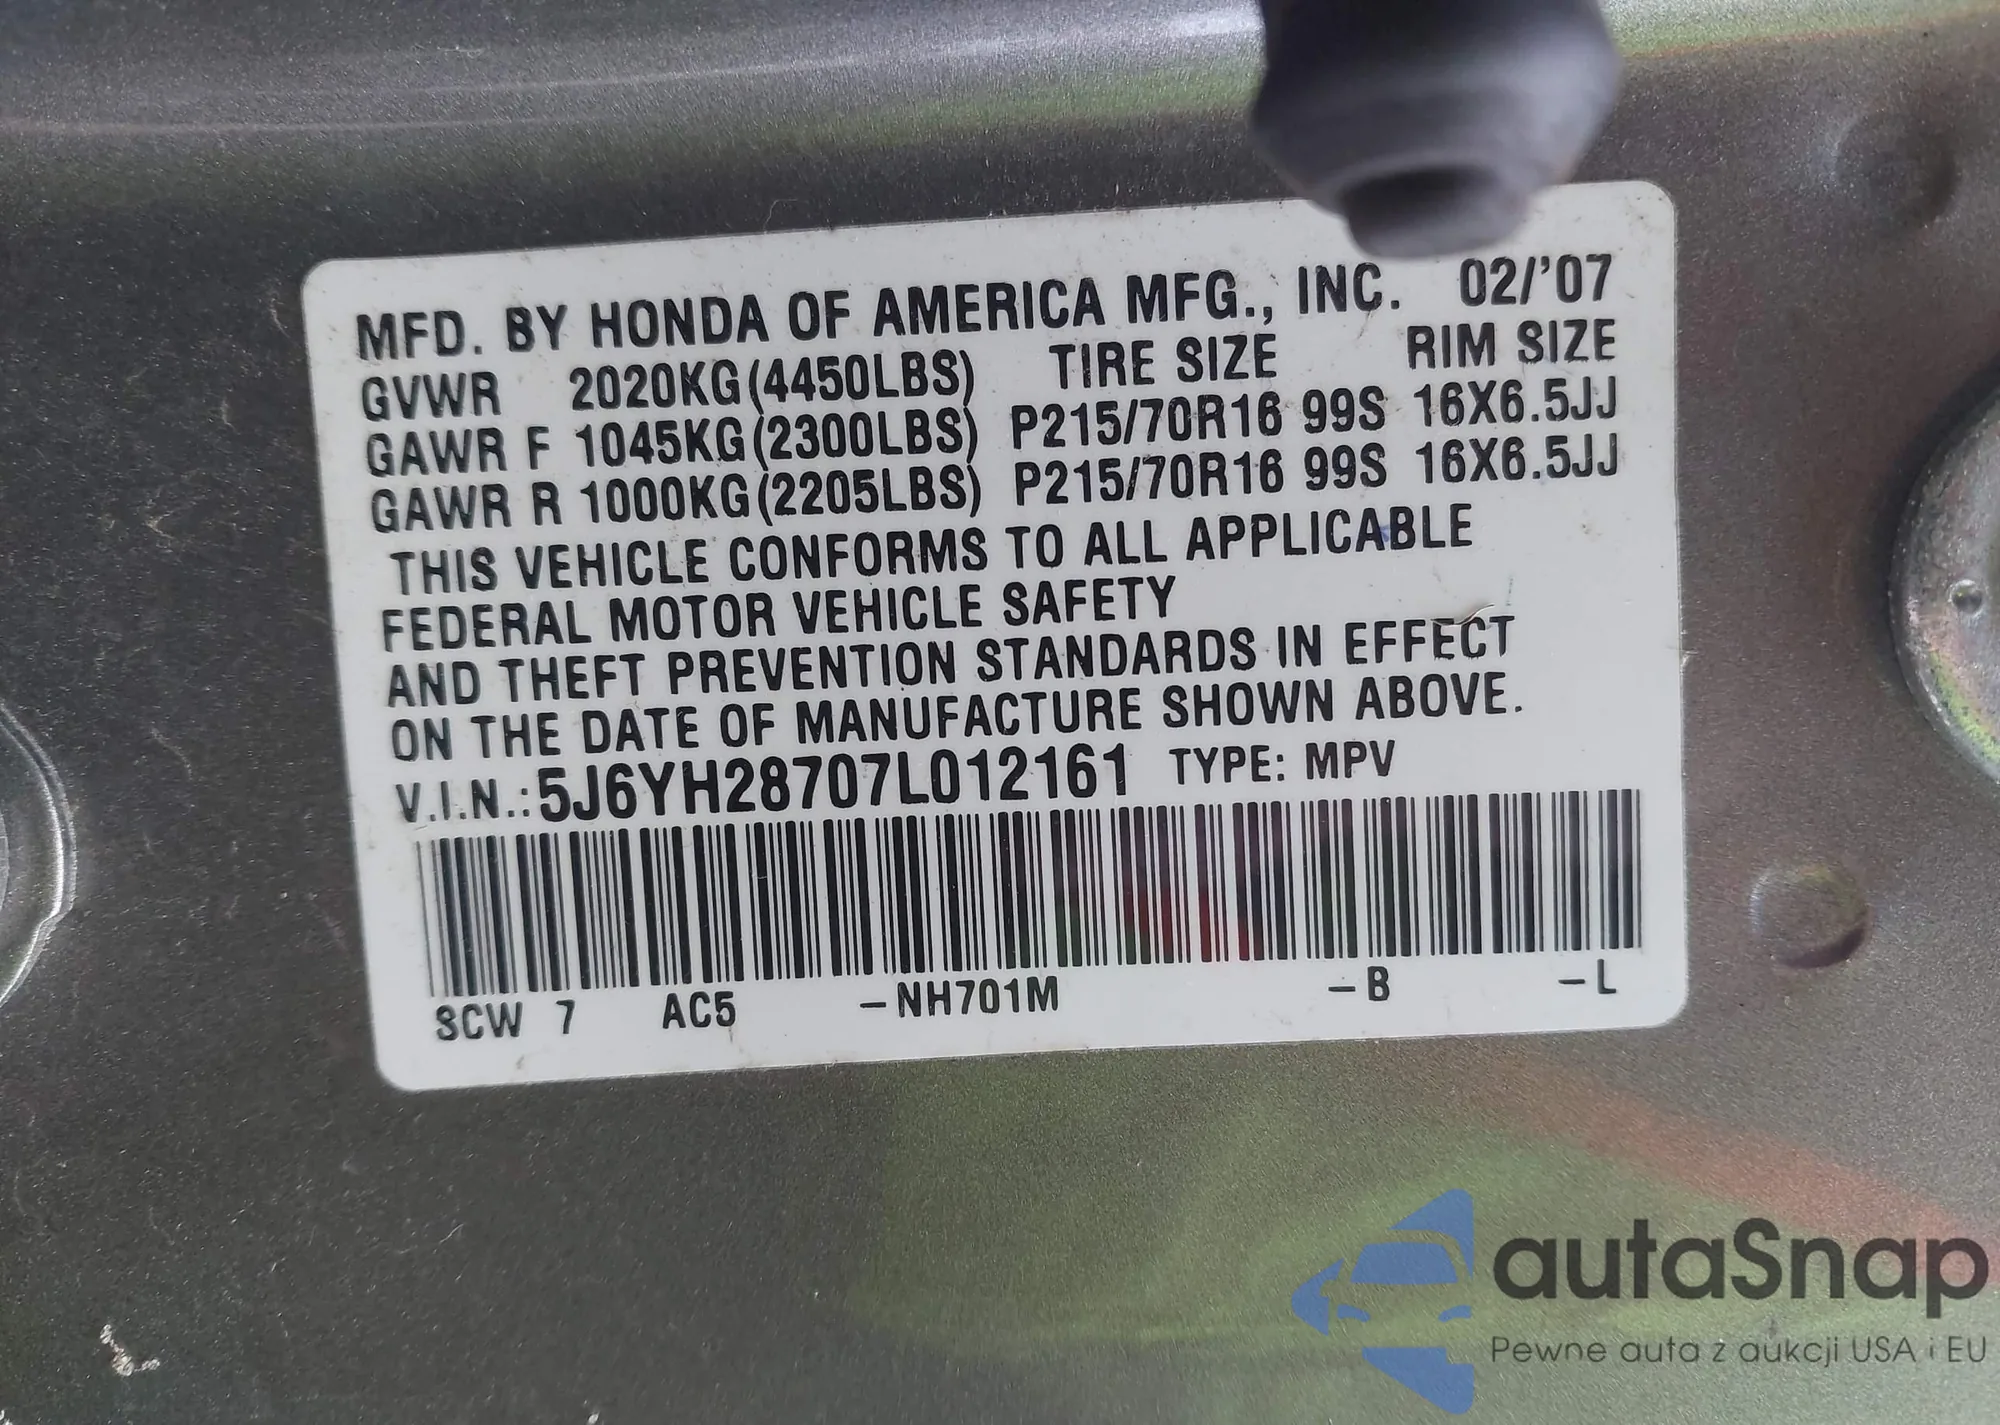 MFD. BY HONDA OF AMERICA MFG., INC. 02/'07
GVWR 2020KG(4450LBS) TIRE SIZE RIM SIZE
GAWR F 1045KG(2300LBS) P215/70R16 99S 16X6.5JJ
GAWR R 1000KG(2205LBS) P215/70R16 99S 16X6.5JJ
THIS VEHICLE CONFORMS TO ALL APPLICABLE
FEDERAL MOTOR VEHICLE SAFETY
AND THEFT PREVENTION STANDARDS IN EFFECT
ON THE DATE OF MANUFACTURE SHOWN ABOVE.
V.I.N.: 5J6YH28707L012161 TYPE: MPV
SCW 7 AC5 –NH701M –B –L
autaSnap
Pewne auta z aukcji USA i EU